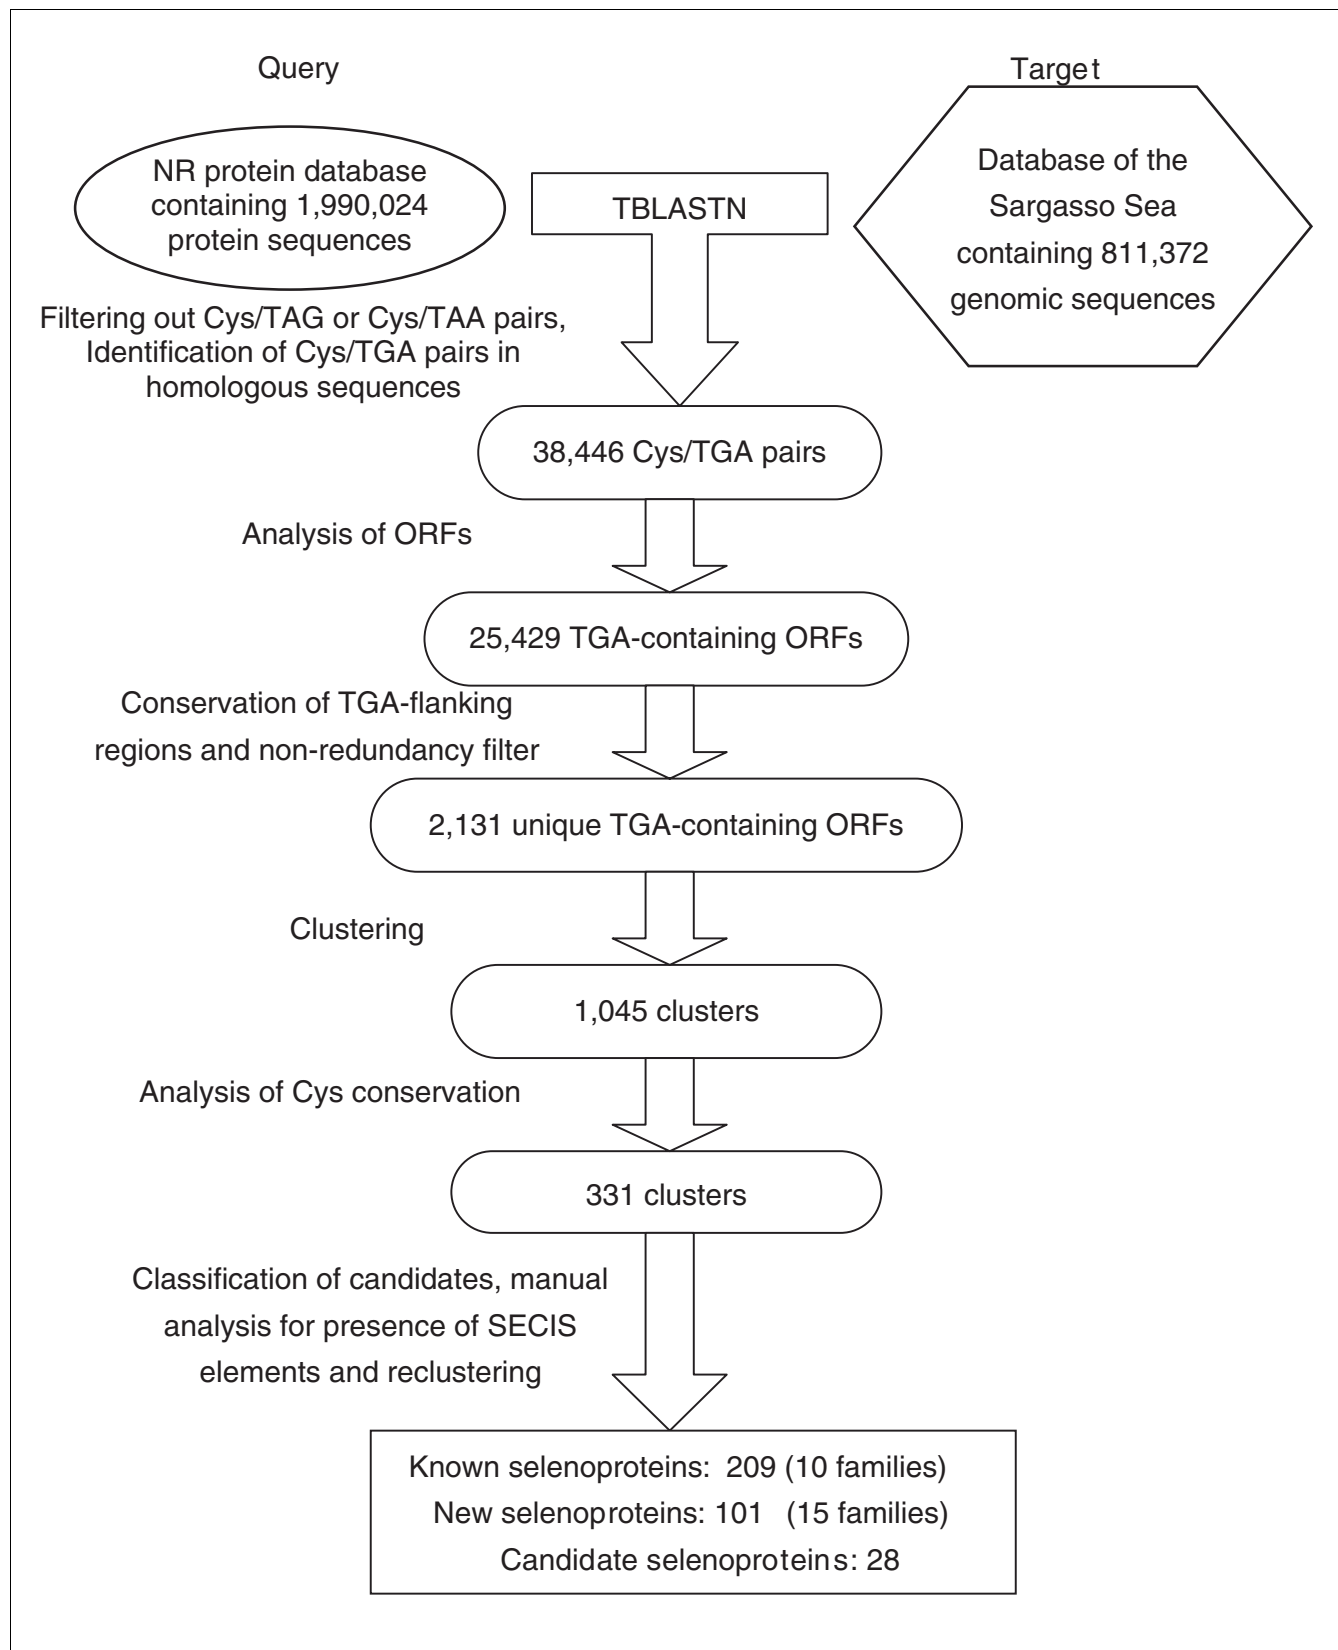 Query
Target
NR protein database
containing 1,990,024
protein sequences
TBLASTN
Database of the
Sargasso Sea
containing 811,372
genomic sequences
Filtering out Cys/TAG or Cys/TAA pairs,
Identification of Cys/TGA pairs in
homologous sequences
38,446 Cys/TGA pairs
Analysis of ORFs
25,429 TGA-containing ORFs
Conservation of TGA-flanking
regions and non-redundancy filter
2,131 unique TGA-containing ORFs
Clustering
1,045 clusters
Analysis of Cys conservation
331 clusters
Classification of candidates, manual
analysis for presence of SECIS
elements and reclustering
Known selenoproteins: 209 (10 families)
New selenoproteins: 101 (15 families)
Candidate selenoproteins: 28